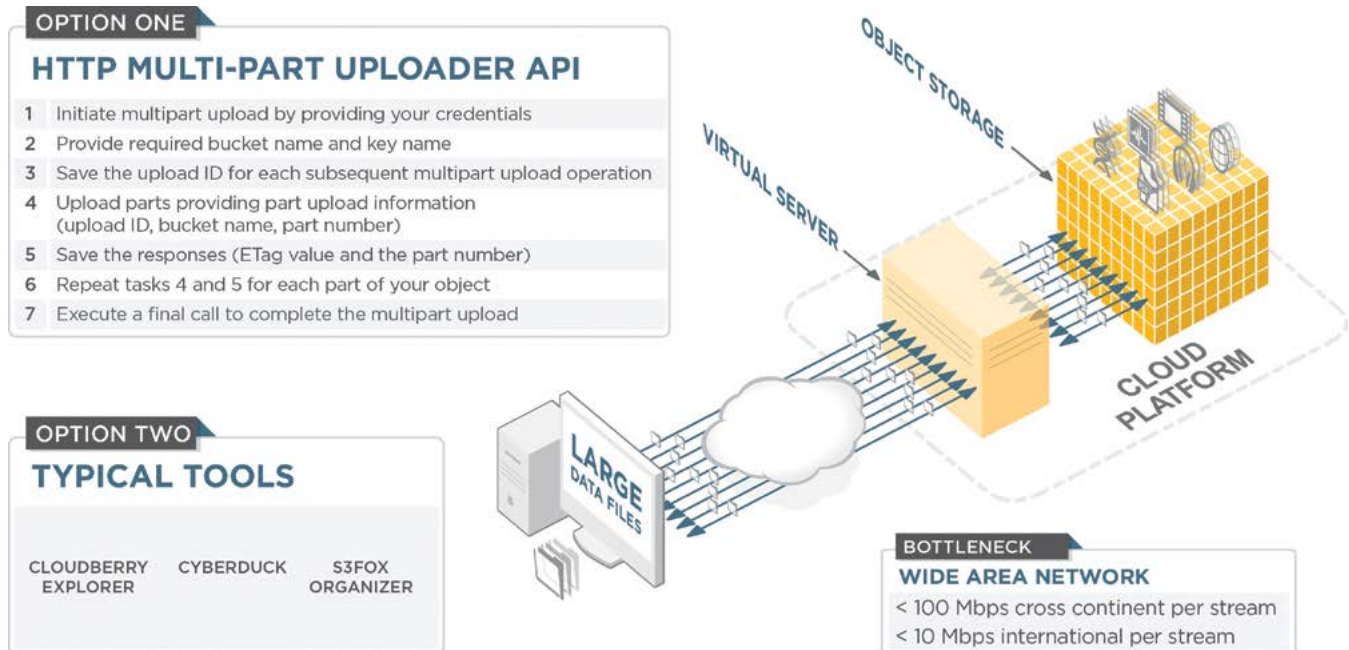 OPTION ONE
HTTP MULTI-PART UPLOADER API
1 Initiate multipart upload by providing your credentials
2 Provide required bucket name and key name
3 Save the upload ID for each subsequent multipart upload operation
4 Upload parts providing part upload information
(upload ID, bucket name, part number)
5 Save the responses (ETag value and the part number)
6 Repeat tasks 4 and 5 for each part of your object
7 Execute a final call to complete the multipart upload
OBJECT STORAGE
VIRTUAL SERVER
CLOUD
PLATFORM
LARGE
DATA FILES
OPTION TWO
TYPICAL TOOLS
CLOUDBERRY
EXPLORER
CYBERDUCK
S3FOX
ORGANIZER
BOTTLENECK
WIDE AREA NETWORK
< 100 Mbps cross continent per stream
< 10 Mbps international per stream